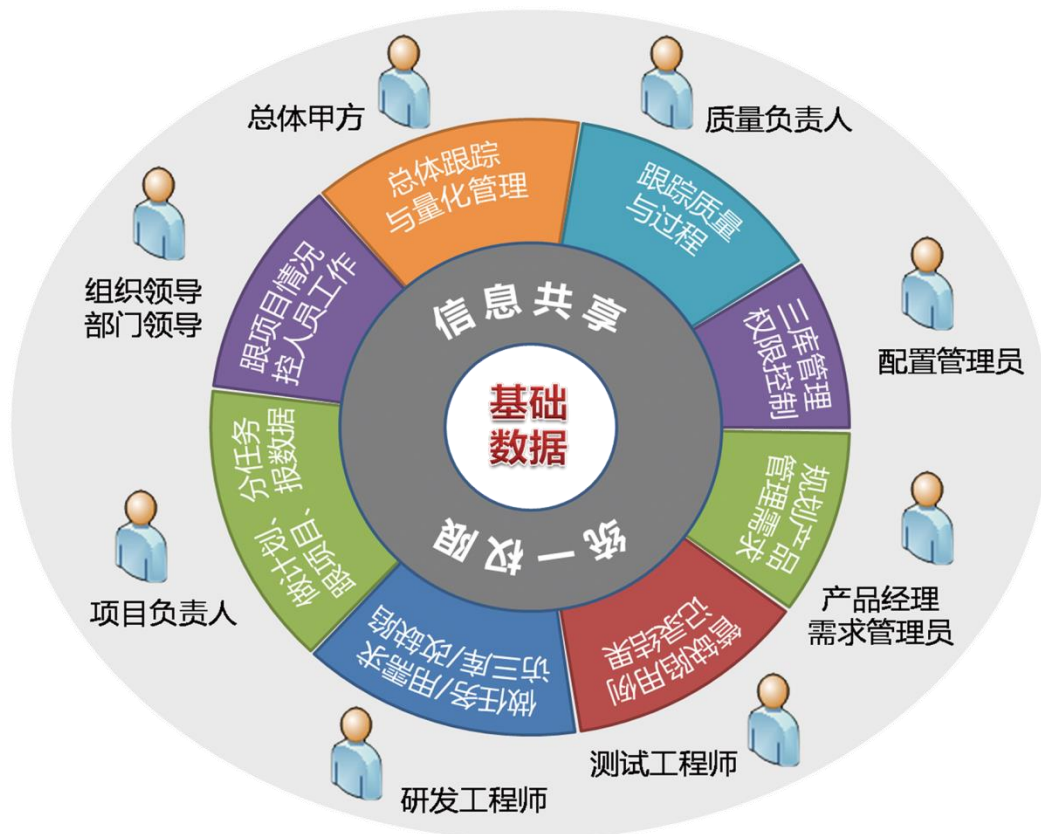 总体甲方
质量负责人
总体跟踪
与量化管理
跟踪质量
与过程
组织领导
部门领导
跟项目情况
控人员工作
信息共享
三库管理
权限控制
配置管理员
基础
数据
做计划、分任务
跟项目、报数据
统一权限
规划产品
管理需求
项目负责人
产品经理
需求管理员
做任务/用需求
访三库/改缺陷
管缺陷用例
记录结果
研发工程师
测试工程师